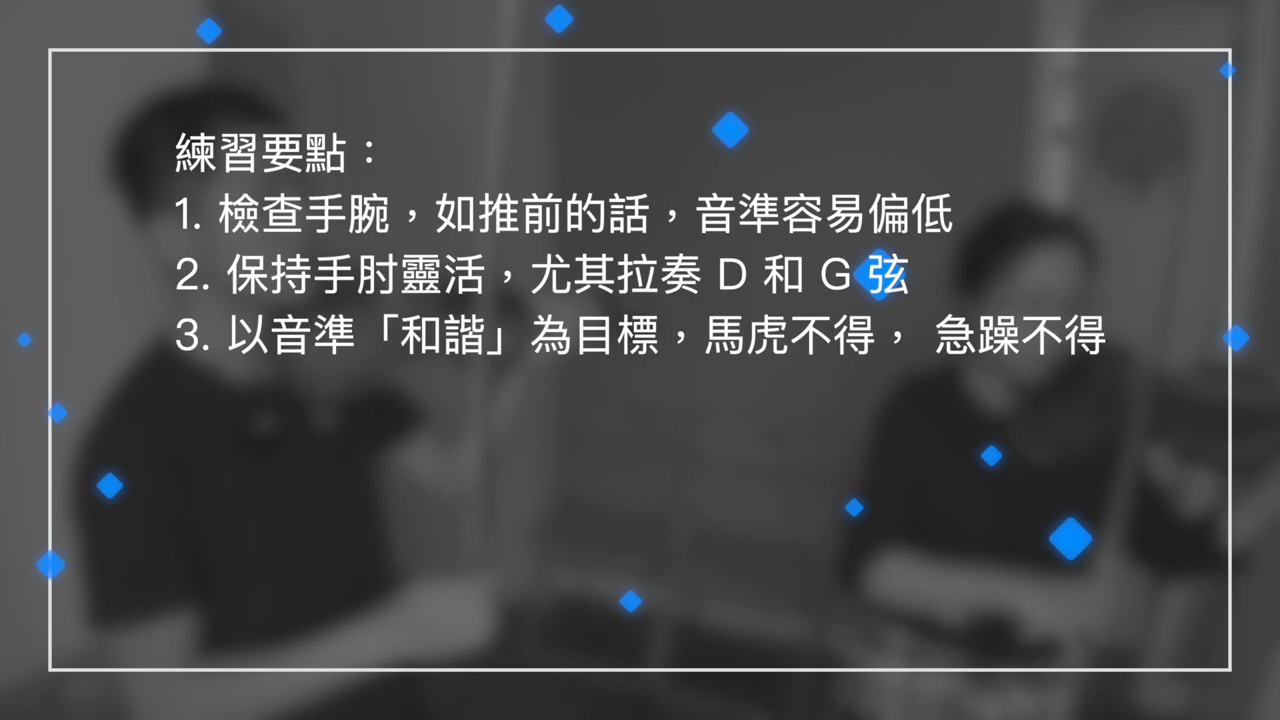 練習要點：
1. 檢查手腕，如推前的話，音準容易偏低
2. 保持手肘靈活，尤其拉奏 D 和 G 弦
3. 以音準「和諧」為目標，馬虎不得， 急躁不得